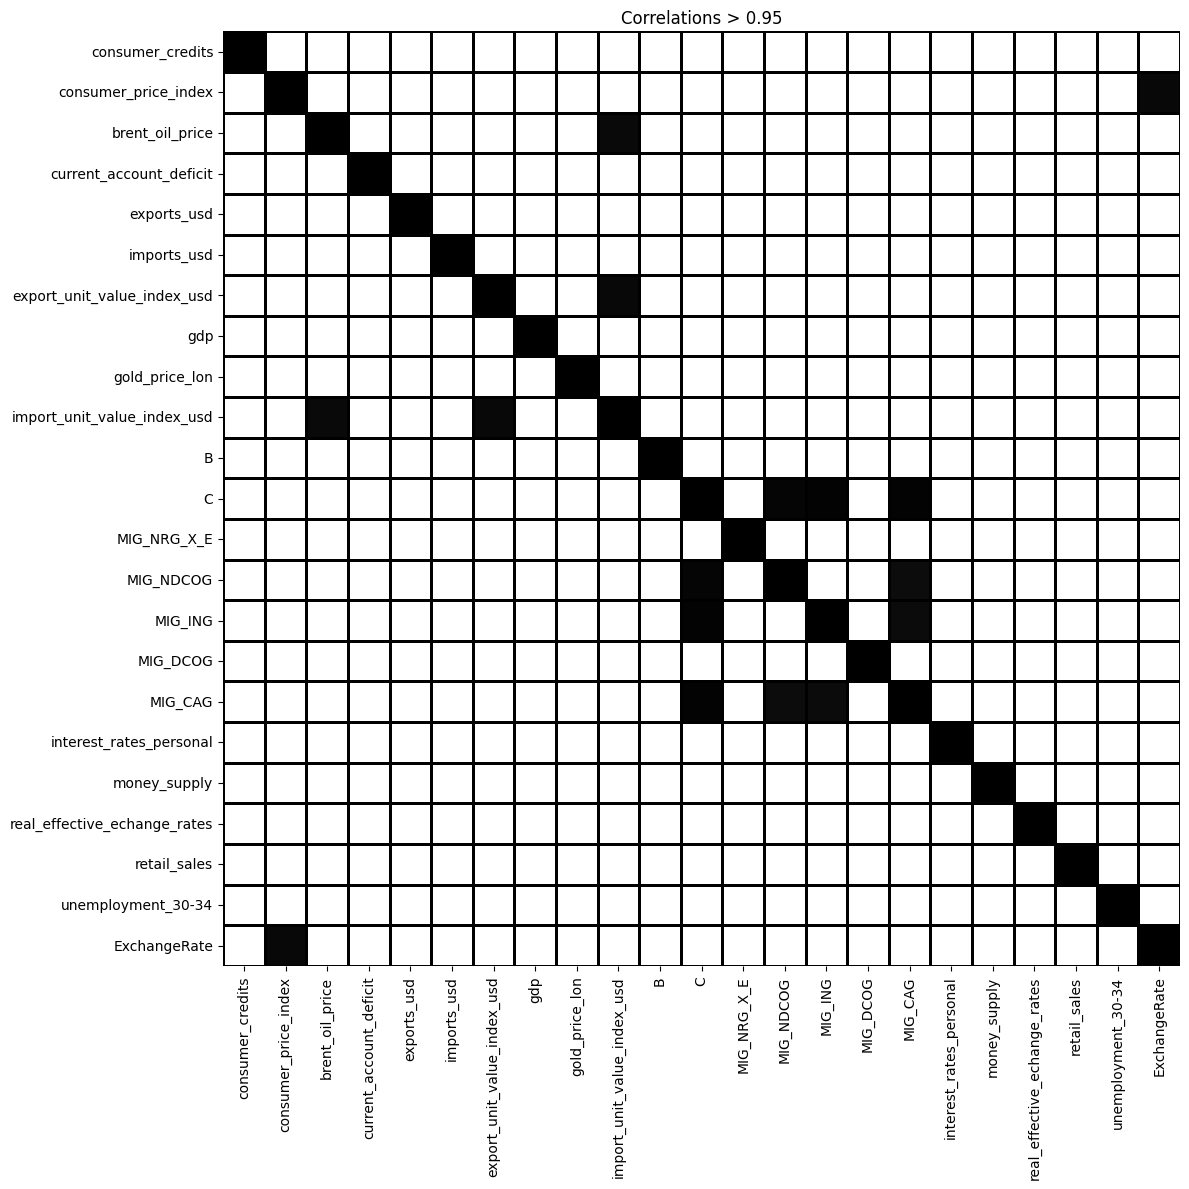 Correlations > 0.95
consumer_credits
consumer_price_index
brent_oil_price
current_account_deficit
exports_usd
imports_usd
export_unit_value_index_usd
gdp
gold_price_lon
import_unit_value_index_usd
B
C
MIG_NRG_X_E
MIG_NDCOG
MIG_ING
MIG_DCOG
MIG_CAG
interest_rates_personal
money_supply
real_effective_echange_rates
retail_sales
unemployment_30-34
ExchangeRate
consumer_credits
consumer_price_index
brent_oil_price
current_account_deficit
exports_usd
imports_usd
export_unit_value_index_usd
gdp
gold_price_lon
import_unit_value_index_usd
B
C
MIG_NRG_X_E
MIG_NDCOG
MIG_ING
MIG_DCOG
MIG_CAG
interest_rates_personal
money_supply
real_effective_echange_rates
retail_sales
unemployment_30-34
ExchangeRate